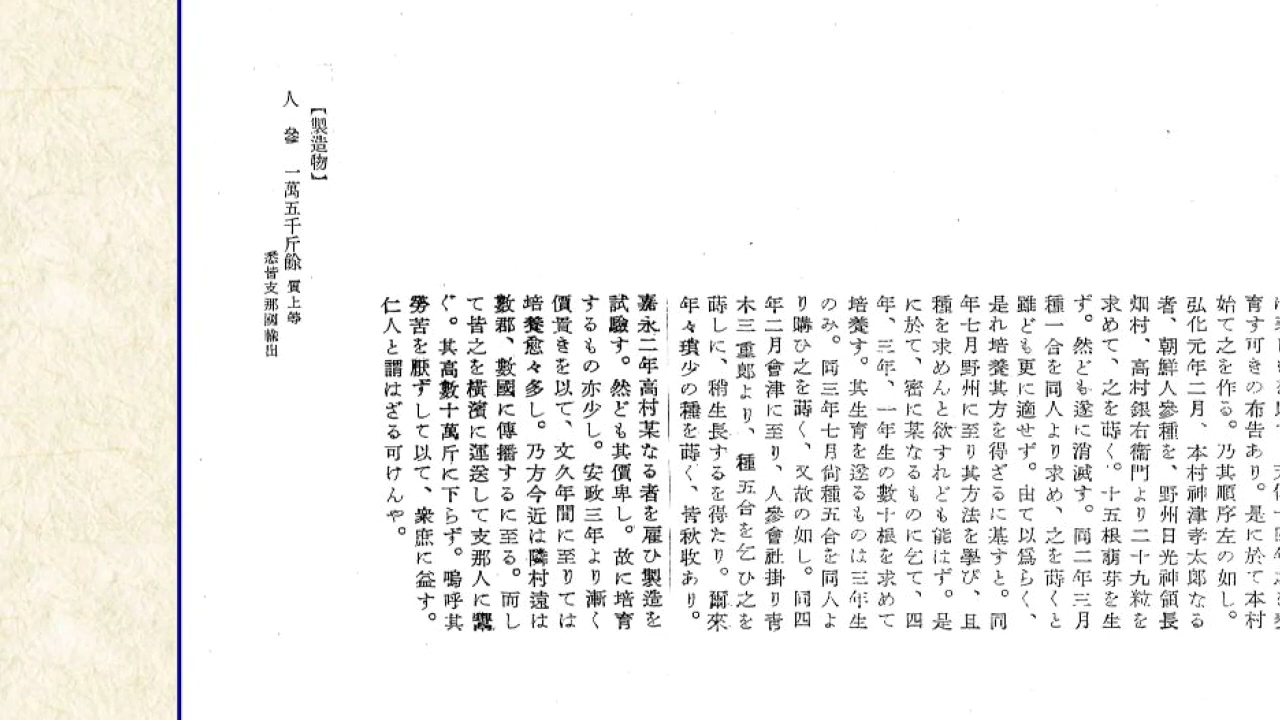 育す可きの布告あり。是に於て本村
始て之を作る。乃其順序左の如し。
弘化元年二月、本村神津孝太郎なる
者、朝鮮人參種を、野州日光神領長
畑村、高村銀右衞門より二十九粒を
求めて、之を蒔く。十五根萠芽を生
ず。然ども遂に消滅す。同二年三月
種一合を同人より求め、之を蒔くと
雖ども更に適せず。由て以爲らく、
是れ培養其方を得ざるに基すと。同
年七月野州に至り其方法を學び、且
種を求めんと欲すれども能はず。是
に於て、密に某なるものに乞て、四
年、三年、一年生の數十根を求めて
培養す。其生育を遂るものは三年生
のみ。同三年七月尙種五合を同人よ
り購ひ之を蒔く、又故の如し。同四
年二月會津に至り、人參會社掛り靑
木三重郎より、種五合を乞ひ之を
蒔しに、稍生長するを得たり。爾來
年々瑣少の種を蒔く、皆秋收あり。
嘉永二年高村某なる者を雇ひ製造を
試驗す。然ども其價卑し。故に培育
するもの亦少し。安政三年より漸く
價貴きを以て、文久年間に至りては
培養愈々多し。乃方今近は隣村遠は
數郡、數國に傳播するに至る。而し
て皆之を橫濱に運送して支那人に鬻
ぐ。其高數十萬斤に下らず。嗚呼其
勞苦を厭ずして以て、衆庶に益す。
仁人と謂はざる可けんや。
【製造物】
人參 一萬五千斤餘 質上等
悉皆支那國輸出